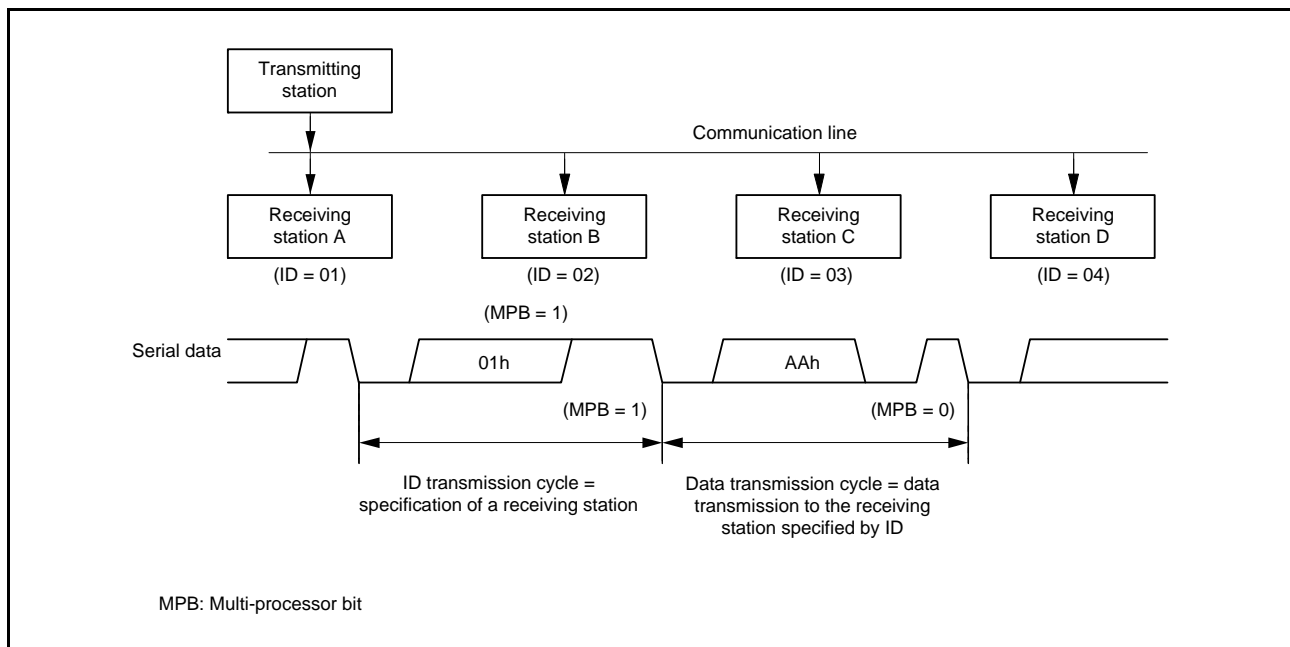 Transmitting
station
Communication line
Receiving
station A
Receiving
station B
Receiving
station C
Receiving
station D
(ID = 01)
(ID = 02)
(ID = 03)
(ID = 04)
(MPB = 1)
Serial data
01h
AAh
(MPB = 1)
(MPB = 0)
ID transmission cycle =
specification of a receiving station
Data transmission cycle = data
transmission to the receiving
station specified by ID
MPB: Multi-processor bit